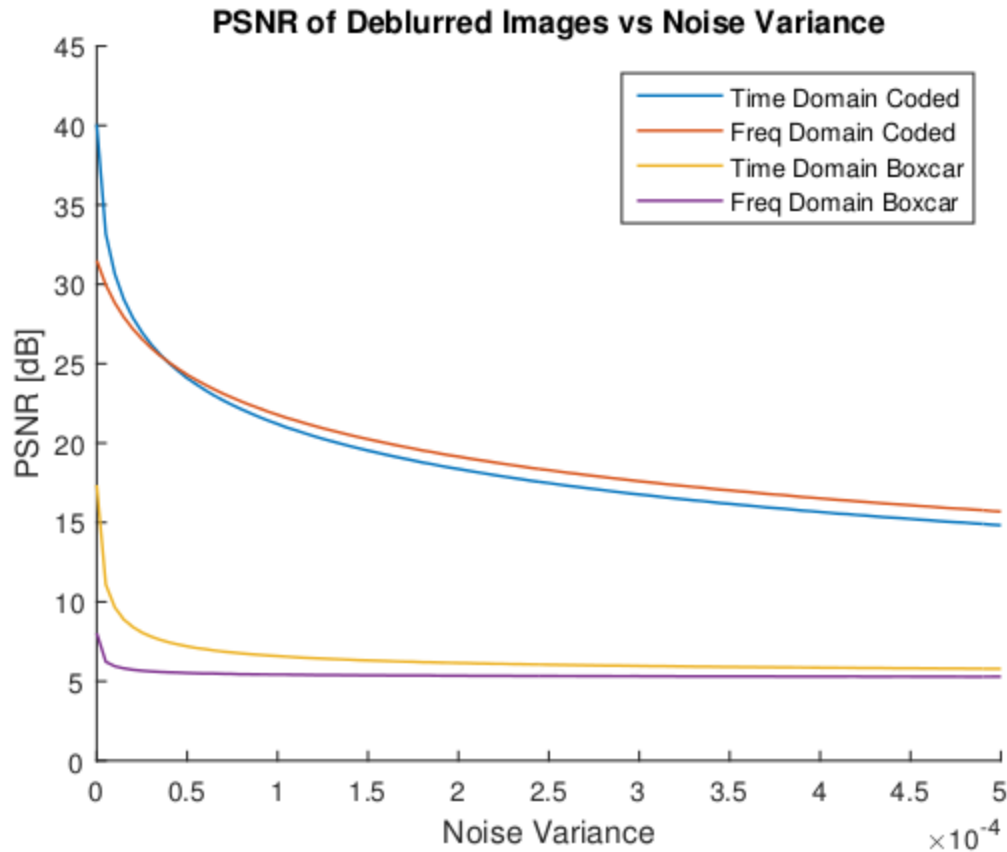 PSNR of Deblurred Images vs Noise Variance
45
40
35
30
25
20
15
10
5
0
PSNR [dB]
Time Domain Coded
Freq Domain Coded
Time Domain Boxcar
Freq Domain Boxcar
0 0.5 1 1.5 2 2.5 3 3.5 4 4.5 5
Noise Variance
×10⁻⁴